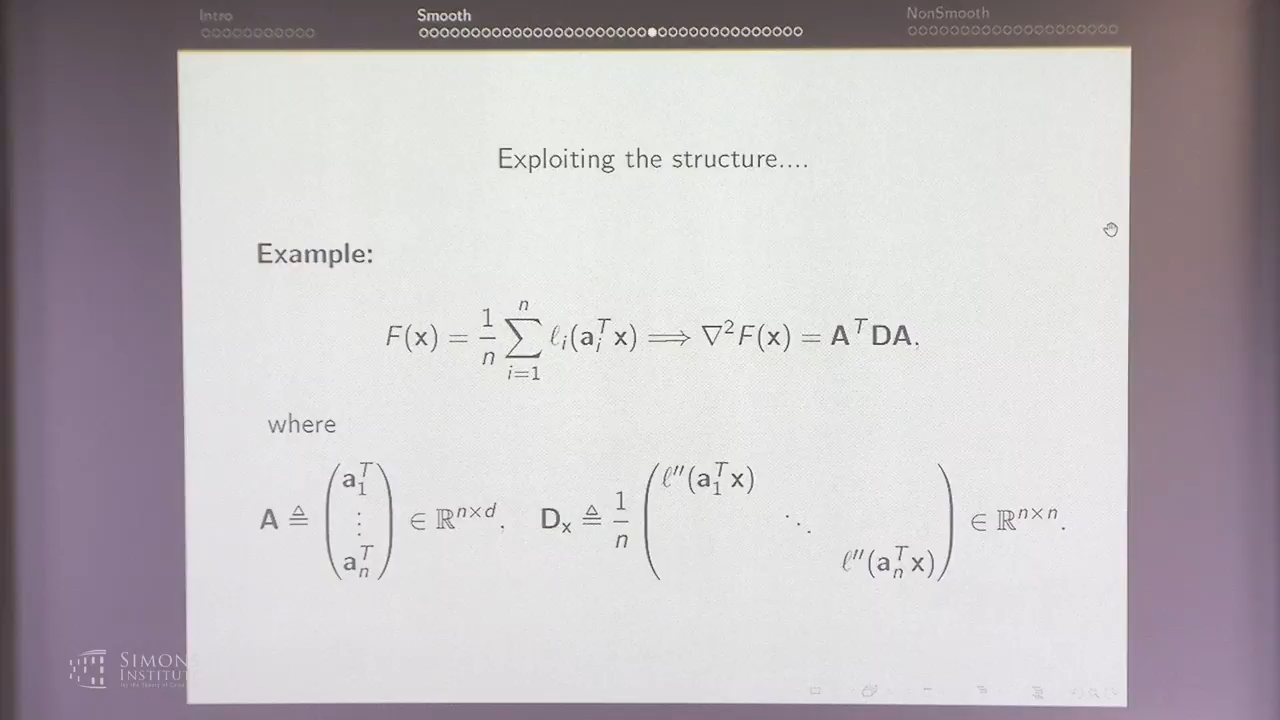 Intro Smooth NonSmooth
Exploiting the structure....
Example:
F(x) = 1/n ∑_{i=1}^{n} ℓ_i(a_i^T x) ⟹ ∇²F(x) = A^T DA,
where
A ≜ (a_1^T ⋮ a_n^T) ∈ ℝ^{n×d}, D_x ≜ 1/n (ℓ″(a_1^T x) ⋱ ℓ″(a_n^T x)) ∈ ℝ^{n×n}.
SIMONS
INSTITU